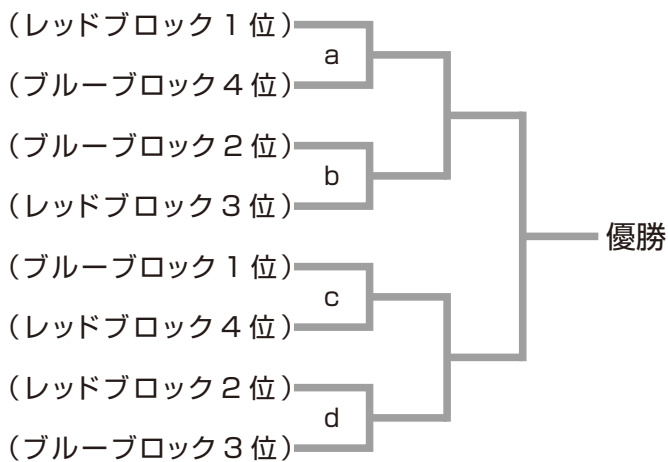 （レッドブロック1位）
a
（ブルーブロック4位）
（ブルーブロック2位）
b
（レッドブロック3位）
優勝
（ブルーブロック1位）
c
（レッドブロック4位）
（レッドブロック2位）
d
（ブルーブロック3位）